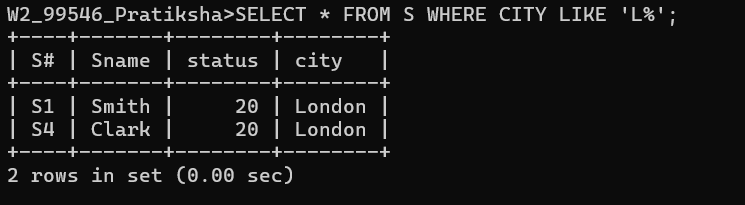 W2_99546_Pratiksha>SELECT * FROM S WHERE CITY LIKE 'L%';
+----+-------+--------+--------+
| S# | Sname | status | city   |
+----+-------+--------+--------+
| S1 | Smith |     20 | London |
| S4 | Clark |     20 | London |
+----+-------+--------+--------+
2 rows in set (0.00 sec)